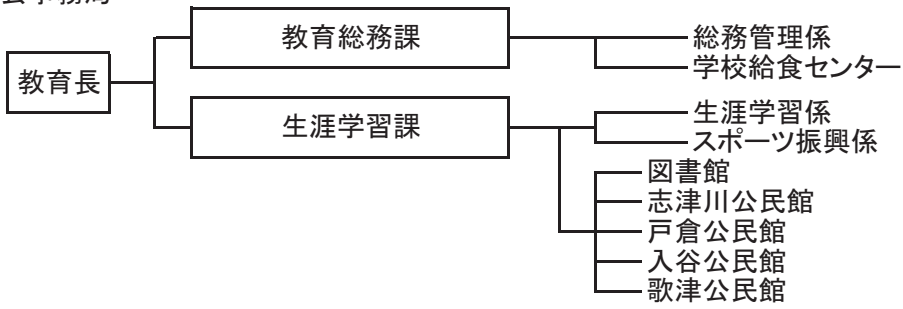 教育総務課
総務管理係
学校給食センター
教育長
生涯学習課
生涯学習係
スポーツ振興係
図書館
志津川公民館
戸倉公民館
入谷公民館
歌津公民館